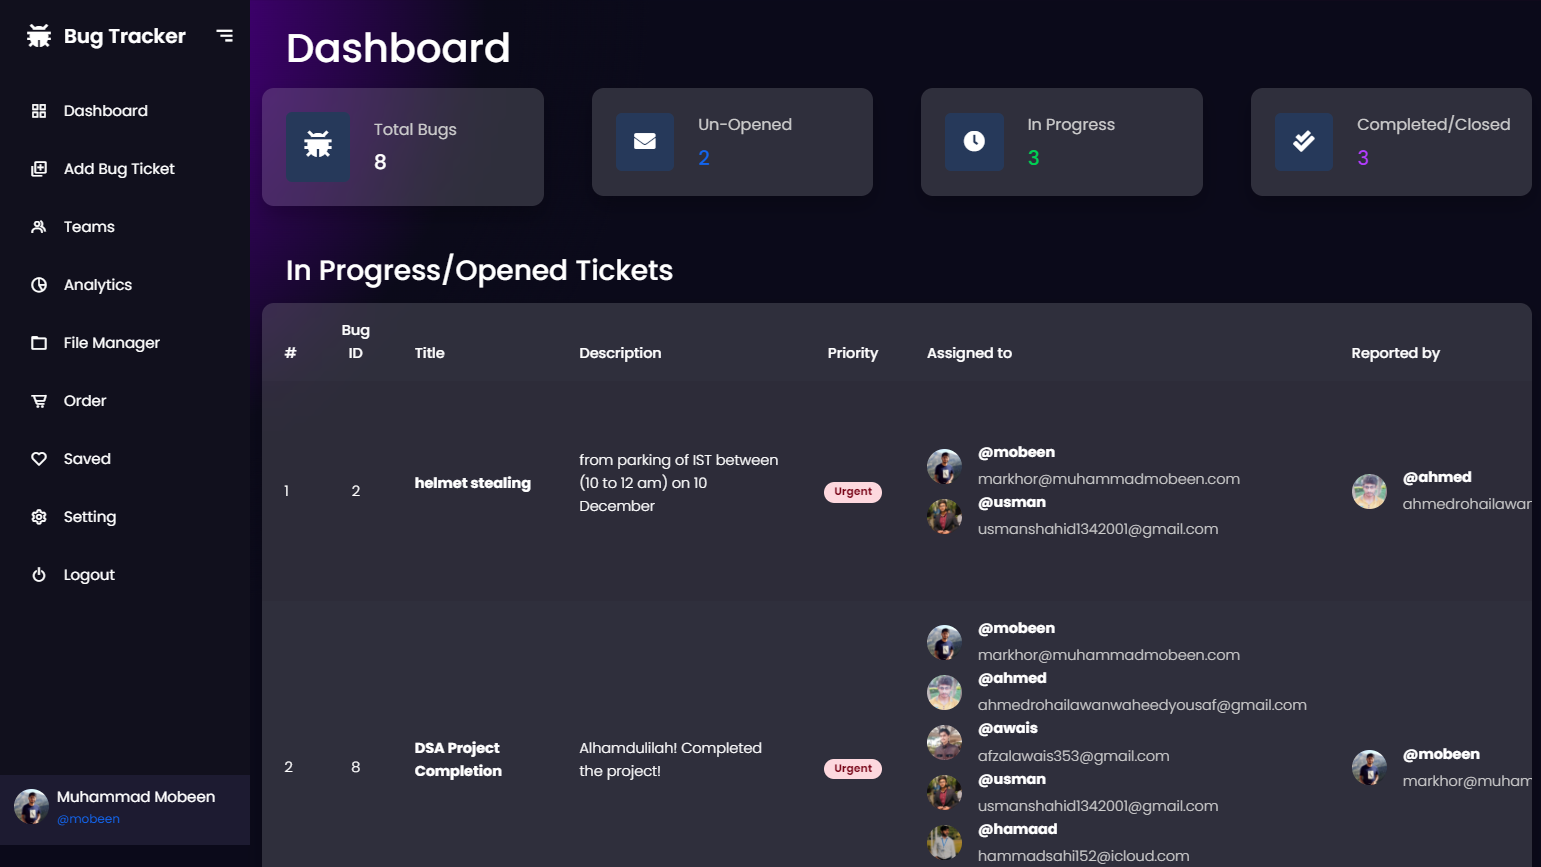 Bug Tracker
Dashboard
Add Bug Ticket
Teams
Analytics
File Manager
Order
Saved
Setting
Logout
Muhammad Mobeen
@mobeen
Dashboard
Total Bugs
8
Un-Opened
2
In Progress
3
Completed/Closed
3
In Progress/Opened Tickets
# Bug ID Title Description Priority Assigned to Reported by
1 2 helmet stealing
from parking of IST between
(10 to 12 am) on 10
December
Urgent
@mobeen
markhor@muhammadmobeen.com
@usman
usmanshahid1342001@gmail.com
@ahmed
ahmedrohailawar
2 8 DSA Project
Completion
Alhamdulilah! Completed
the project!
Urgent
@mobeen
markhor@muhammadmobeen.com
@ahmed
ahmedrohailawanwaheedyousaf@gmail.com
@awais
afzalawais353@gmail.com
@usman
usmanshahid1342001@gmail.com
@hamaad
hammadsahi152@icloud.com
@mobeen
markhor@muham